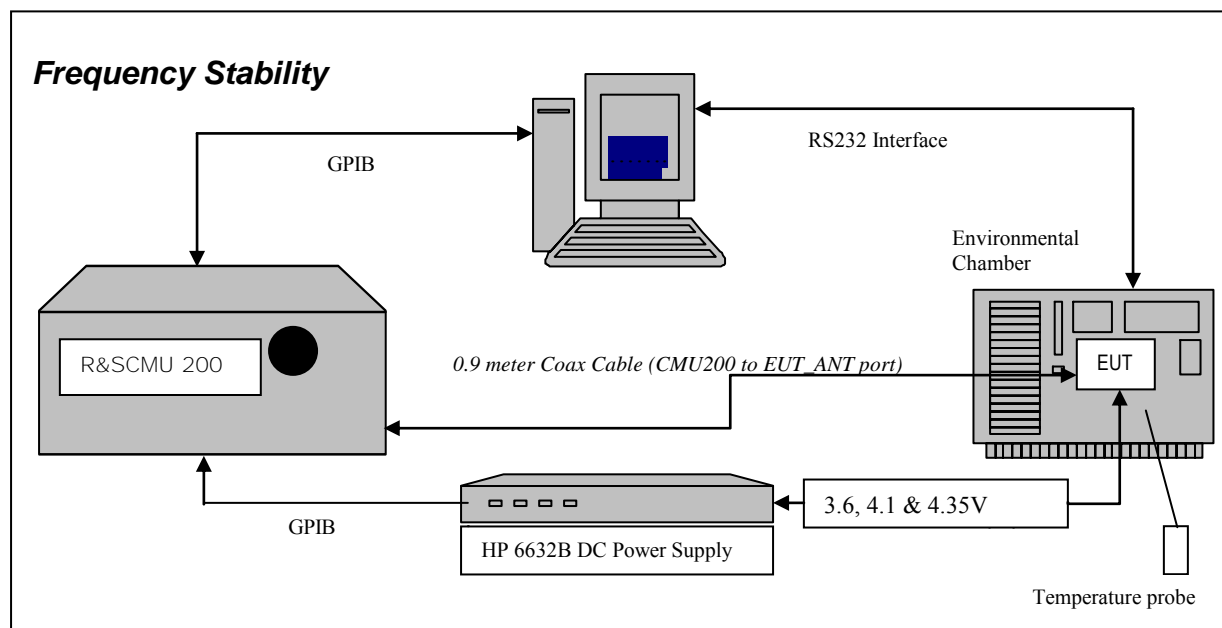 Frequency Stability
GPIB
RS232 Interface
Environmental
Chamber
R&SCMU 200
0.9 meter Coax Cable (CMU200 to EUT_ANT port)
EUT
3.6, 4.1 & 4.35V
GPIB
HP 6632B DC Power Supply
Temperature probe